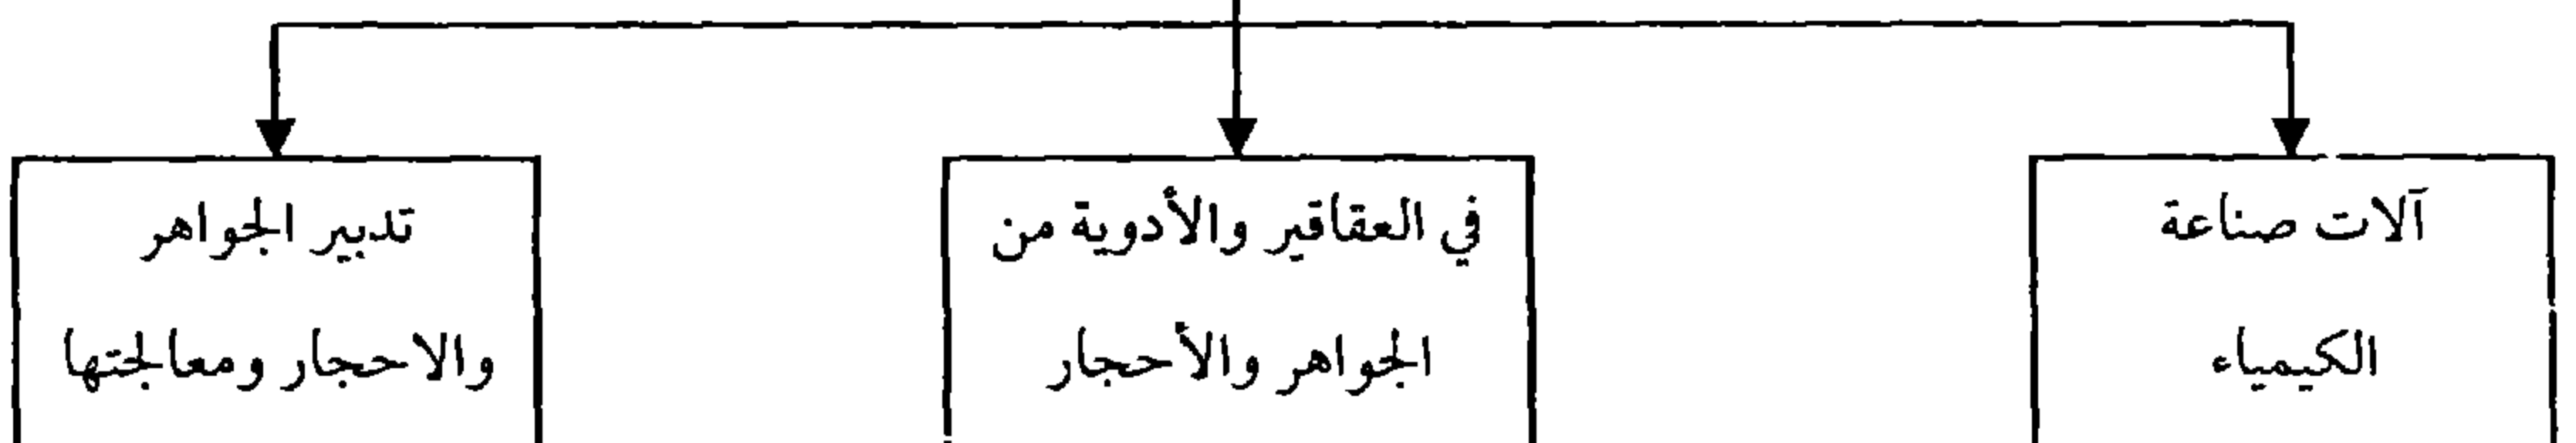 آلات صناعة
الكيمياء
في العقاقير والأدوية من
الجواهر والأحجار
تدبير الجواهر
والاحجار ومعالجتها